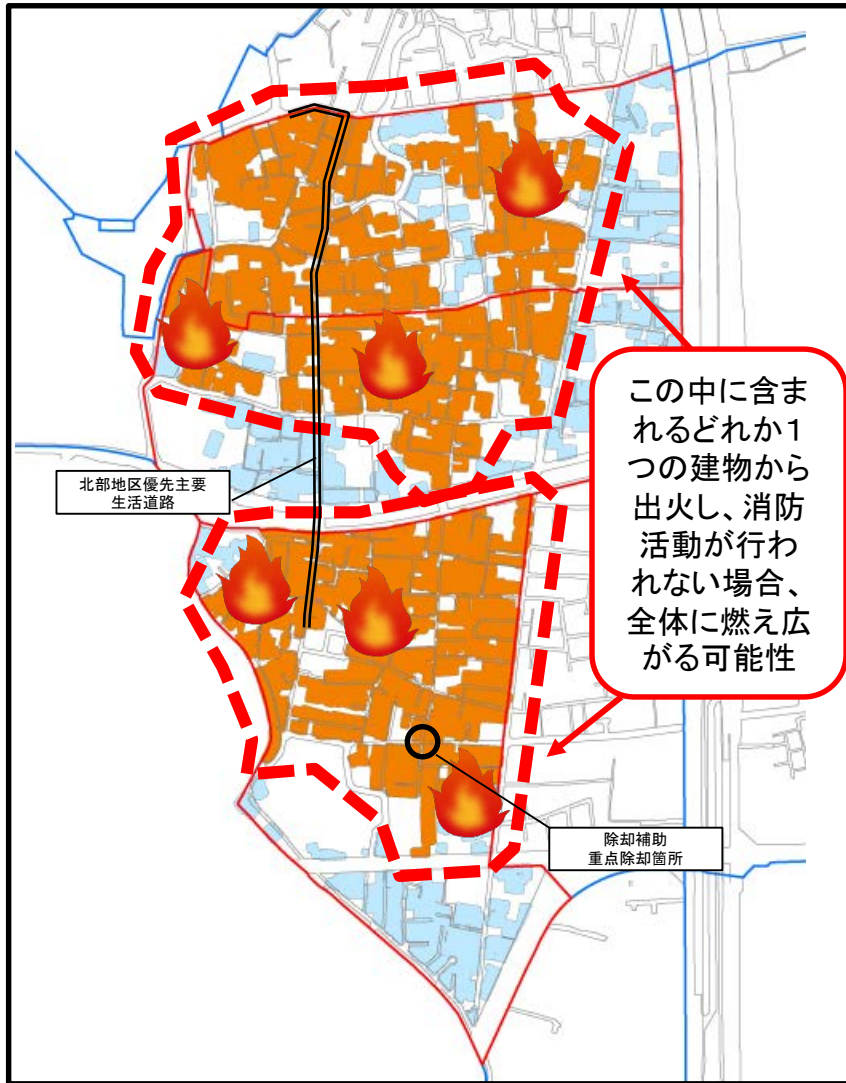 この中に含ま
れるどれか1
つの建物から
出火し、消防
活動が行わ
れない場合、
全体に燃え広
がる可能性
北部地区優先主要
生活道路
除却補助
重点除却箇所